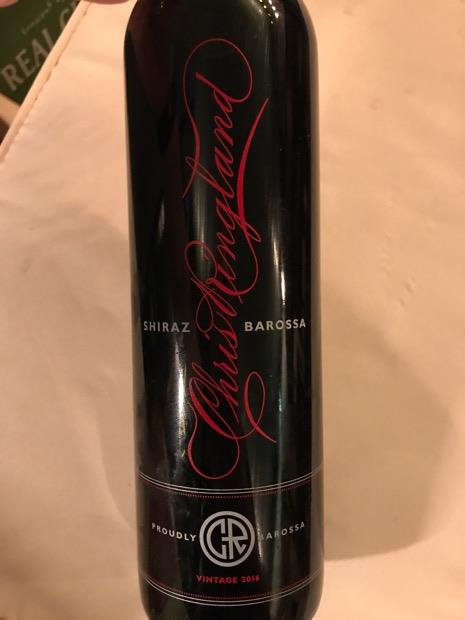 REAL
Chris Ringland
SHIRAZ BAROSSA
PROUDLY CR BAROSSA
VINTAGE 2016